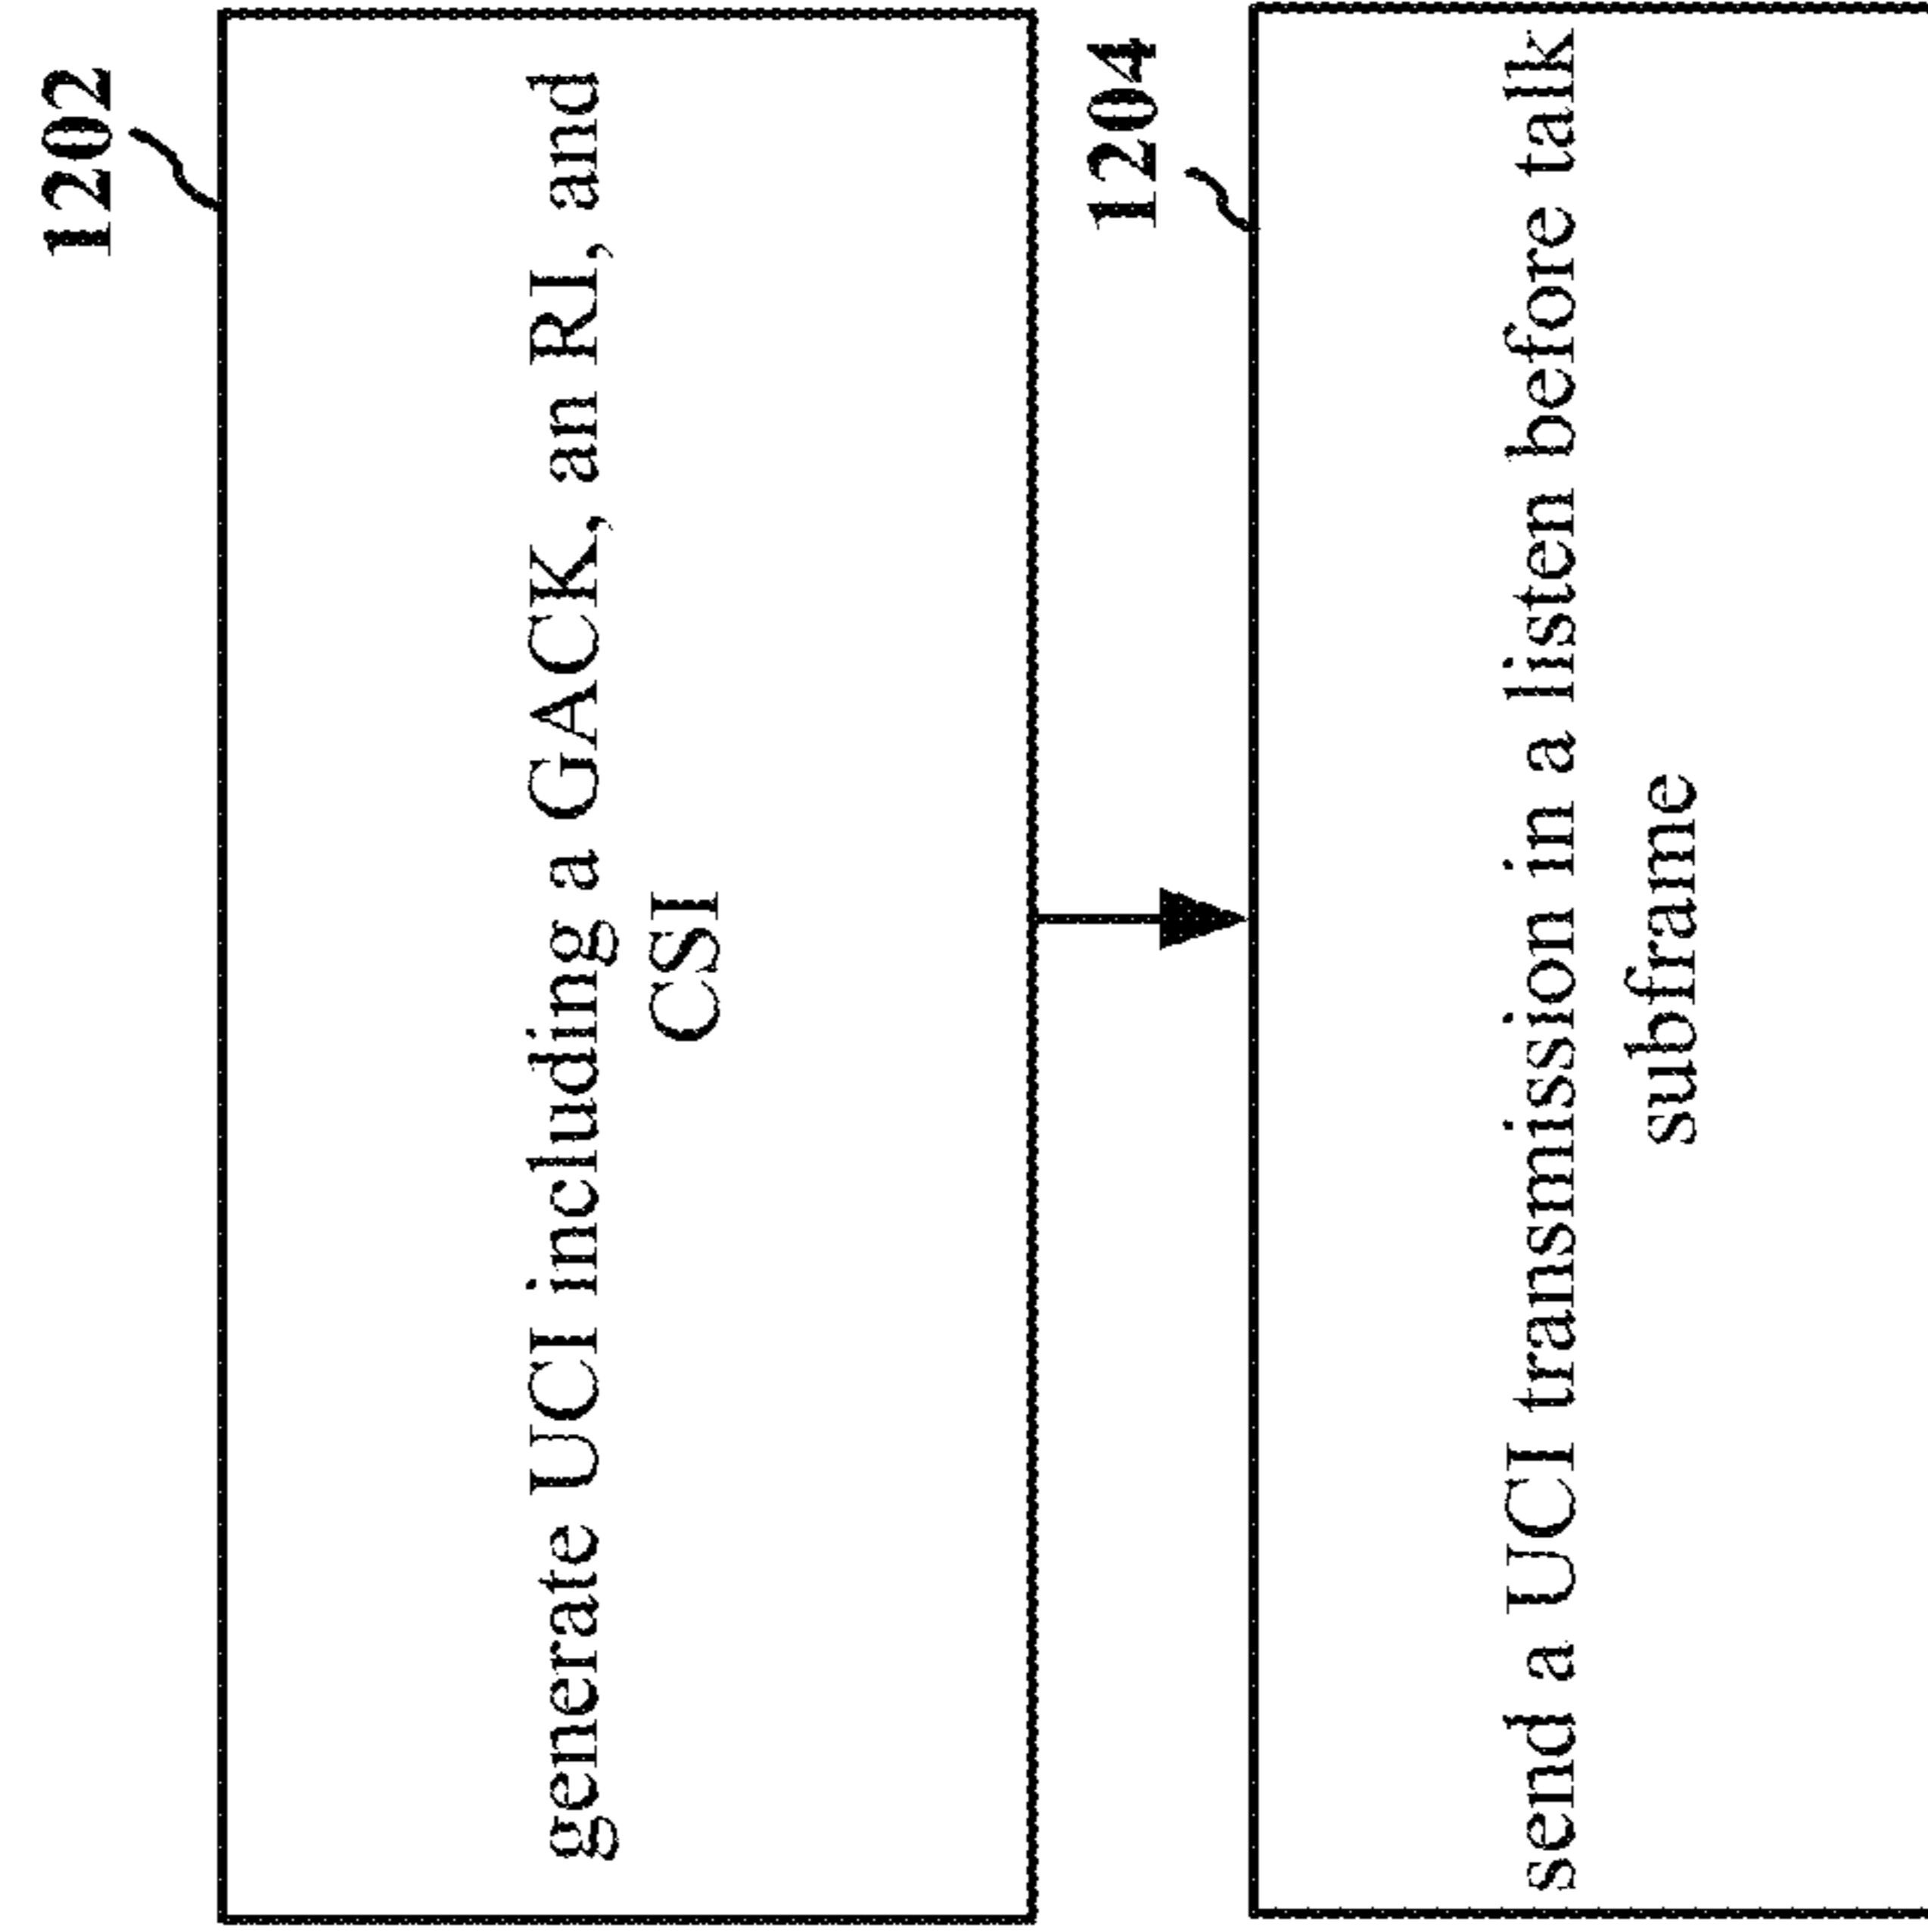 1202
generate UCI including a GACK, an RI, and
CSI
1204
send a UCI transmission in a listen before talk
subframe